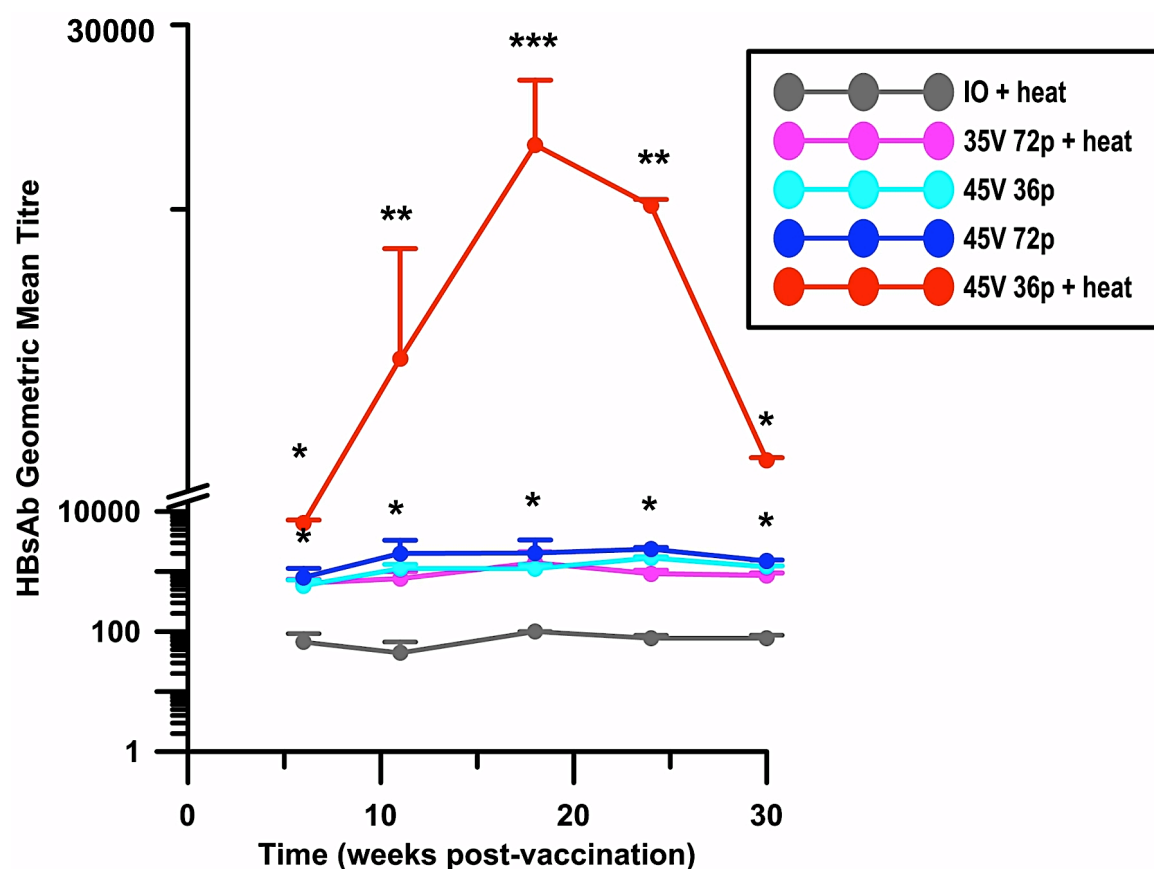 30000
10000
100
1
HBsAb Geometric Mean Titre
***
**
**
*
*
*
*
*
*
*
*
0
10
20
30
Time (weeks post-vaccination)
IO + heat
35V 72p + heat
45V 36p
45V 72p
45V 36p + heat